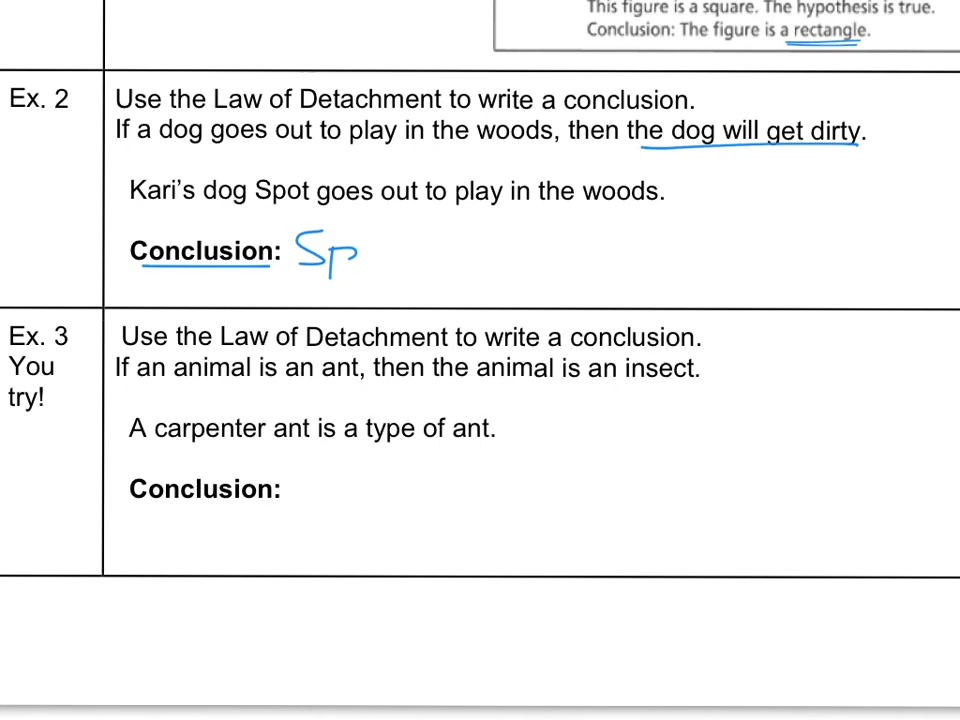 This figure is a square. The hypothesis is true.
Conclusion: The figure is a rectangle.
Ex. 2
Use the Law of Detachment to write a conclusion.
If a dog goes out to play in the woods, then the dog will get dirty.
Kari's dog Spot goes out to play in the woods.
Conclusion: Sp
Ex. 3
You
try!
Use the Law of Detachment to write a conclusion.
If an animal is an ant, then the animal is an insect.
A carpenter ant is a type of ant.
Conclusion: